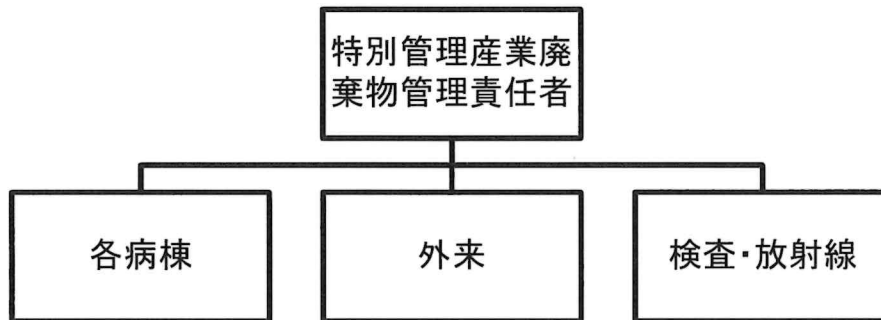 特別管理産業廃
棄物管理責任者
各病棟
外来
検査・放射線